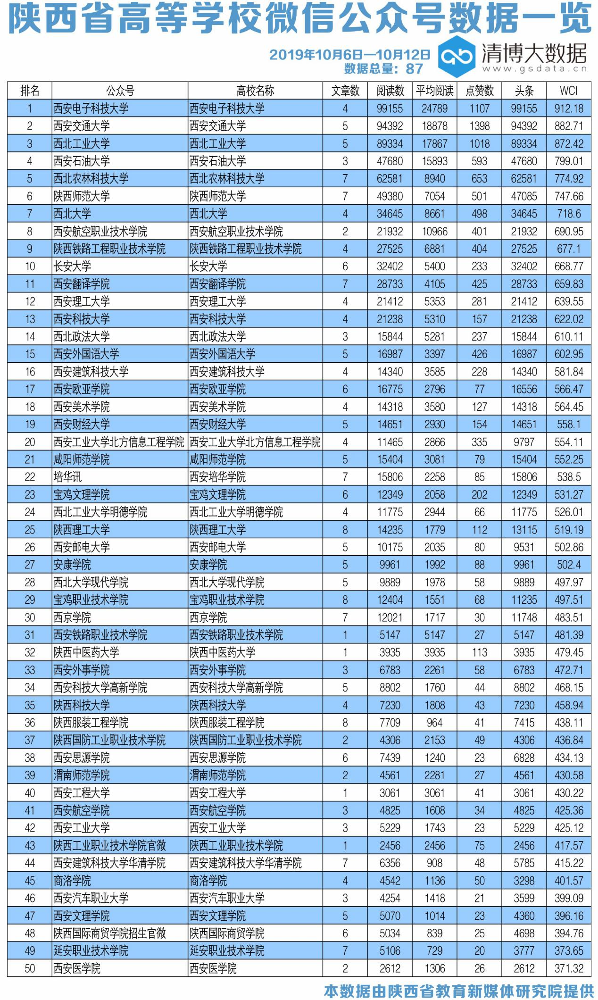 陕西省高等学校微信公众号数据一览
2019年10月6日—10月12日
数据总量：87
清博大数据
www.gsdata.cn
排名 公众号 高校名称 文章数 阅读数 平均阅读 点赞数 头条 WCI
1 西安电子科技大学 西安电子科技大学 4 99155 24789 1107 99155 912.18
2 西安交通大学 西安交通大学 5 94392 18878 1398 94392 882.71
3 西北工业大学 西北工业大学 5 89334 17867 1018 89334 872.42
4 西安石油大学 西安石油大学 3 47680 15893 593 47680 799.01
5 西北农林科技大学 西北农林科技大学 7 62581 8940 653 62581 774.92
6 陕西师范大学 陕西师范大学 7 49380 7054 501 47085 747.66
7 西北大学 西北大学 4 34645 8661 498 34645 718.6
8 西安航空职业技术学院 西安航空职业技术学院 2 21932 10966 401 21932 690.95
9 陕西铁路工程职业技术学院 陕西铁路工程职业技术学院 4 27525 6881 404 27525 677.1
10 长安大学 长安大学 6 32402 5400 233 32402 668.77
11 西安翻译学院 西安翻译学院 7 28733 4105 425 28733 659.83
12 西安理工大学 西安理工大学 4 21412 5353 281 21412 639.55
13 西安科技大学 西安科技大学 4 21238 5310 157 21238 622.02
14 西北政法大学 西北政法大学 3 15844 5281 237 15844 610.11
15 西安外国语大学 西安外国语大学 5 16987 3397 426 16987 602.95
16 西安建筑科技大学 西安建筑科技大学 4 14340 3585 228 14340 581.84
17 西安欧亚学院 西安欧亚学院 6 16775 2796 77 16556 566.47
18 西安美术学院 西安美术学院 4 14318 3580 127 14318 564.45
19 西安财经大学 西安财经大学 5 14651 2930 154 14651 558.1
20 西安工业大学北方信息工程学院 西安工业大学北方信息工程学院 4 11465 2866 335 9797 554.11
21 咸阳师范学院 咸阳师范学院 5 15404 3081 79 15404 552.25
22 培华讯 西安培华学院 7 15806 2258 85 15806 538.5
23 宝鸡文理学院 宝鸡文理学院 6 12349 2058 202 12349 531.27
24 西北工业大学明德学院 西北工业大学明德学院 4 11775 2944 66 11775 526.01
25 陕西理工大学 陕西理工大学 8 14235 1779 112 13115 519.19
26 西安邮电大学 西安邮电大学 5 10175 2035 80 9531 502.86
27 安康学院 安康学院 5 9961 1992 88 9961 502.4
28 西北大学现代学院 西北大学现代学院 5 9889 1978 58 9889 497.97
29 宝鸡职业技术学院 宝鸡职业技术学院 8 12404 1551 68 11235 497.51
30 西京学院 西京学院 7 12021 1717 30 11748 483.51
31 西安铁路职业技术学院 西安铁路职业技术学院 1 5147 5147 27 5147 481.39
32 陕西中医药大学 陕西中医药大学 1 3935 3935 113 3935 479.45
33 西安外事学院 西安外事学院 3 6783 2261 58 6783 472.71
34 西安科技大学高新学院 西安科技大学高新学院 5 8802 1760 44 8802 468.15
35 陕西科技大学 陕西科技大学 4 7230 1808 43 7230 458.94
36 陕西服装工程学院 陕西服装工程学院 8 7709 964 41 7415 438.11
37 陕西国防工业职业技术学院 陕西国防工业职业技术学院 2 4306 2153 49 4306 436.84
38 西安思源学院 西安思源学院 6 7439 1240 23 6828 434.13
39 渭南师范学院 渭南师范学院 2 4561 2281 27 4561 430.58
40 西安工程大学 西安工程大学 1 3061 3061 41 3061 430.22
41 西安航空学院 西安航空学院 3 4825 1608 34 4825 425.36
42 西安工业大学 西安工业大学 3 5229 1743 23 5229 425.12
43 陕西工业职业技术学院官微 陕西工业职业技术学院 1 2456 2456 75 2456 417.57
44 西安建筑科技大学华清学院 西安建筑科技大学华清学院 7 6356 908 48 5785 415.22
45 商洛学院 商洛学院 4 4542 1136 50 3298 401.57
46 西安汽车职业大学 西安汽车职业大学 3 4254 1418 21 3599 399.09
47 西安文理学院 西安文理学院 5 5070 1014 23 4360 396.16
48 陕西国际商贸学院招生官微 陕西国际商贸学院 6 5034 839 25 4698 394.76
49 延安职业技术学院 延安职业技术学院 7 5106 729 20 3777 373.65
50 西安医学院 西安医学院 2 2612 1306 26 2612 371.32
本数据由陕西省教育新媒体研究院提供